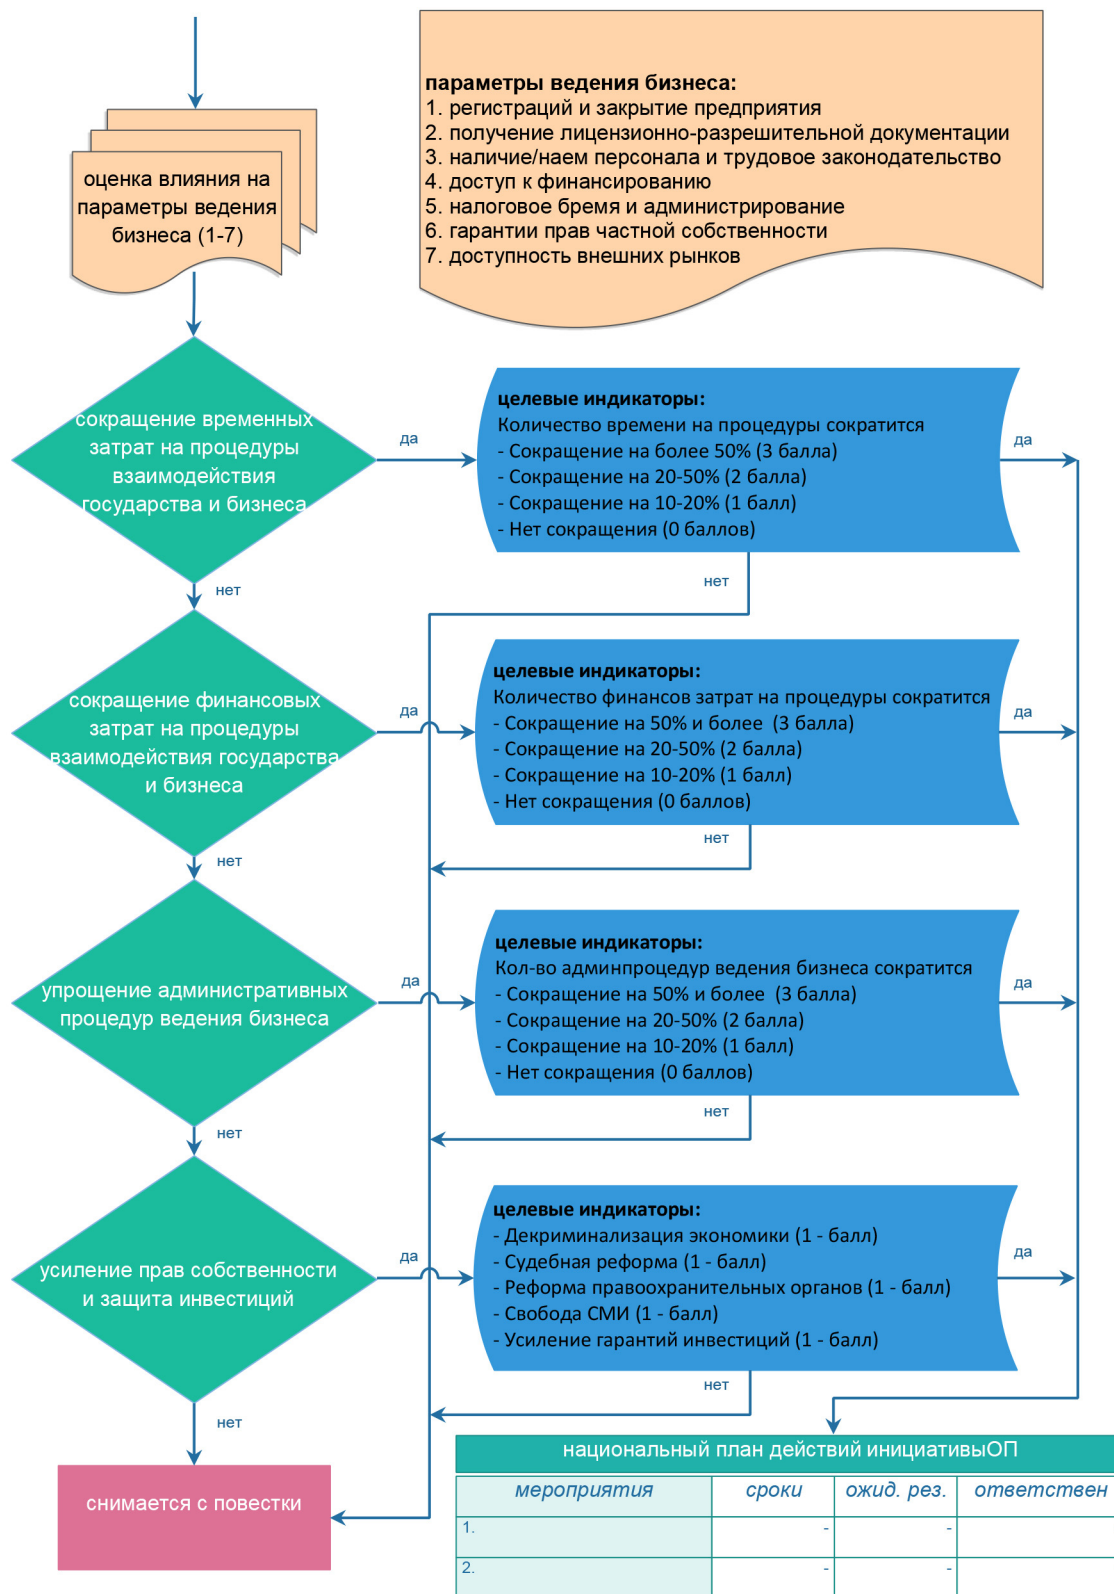 параметры ведения бизнеса:
1. регистраций и закрытие предприятия
2. получение лицензионно-разрешительной документации
3. наличие/наем персонала и трудовое законодательство
4. доступ к финансированию
5. налоговое бремя и администрирование
6. гарантии прав частной собственности
7. доступность внешних рынков
оценка влияния на
параметры ведения
бизнеса (1-7)
сокращение временных
затрат на процедуры
взаимодействия
государства и бизнеса
да
целевые индикаторы:
Количество времени на процедуры сократится
- Сокращение на более 50% (3 балла)
- Сокращение на 20-50% (2 балла)
- Сокращение на 10-20% (1 балл)
- Нет сокращения (0 баллов)
да
нет
нет
сокращение финансовых
затрат на процедуры
взаимодействия государства
и бизнеса
да
целевые индикаторы:
Количество финансов затрат на процедуры сократится
- Сокращение на 50% и более (3 балла)
- Сокращение на 20-50% (2 балла)
- Сокращение на 10-20% (1 балл)
- Нет сокращения (0 баллов)
да
нет
нет
упрощение административных
процедур ведения бизнеса
да
целевые индикаторы:
Кол-во админпроцедур ведения бизнеса сократится
- Сокращение на 50% и более (3 балла)
- Сокращение на 20-50% (2 балла)
- Сокращение на 10-20% (1 балл)
- Нет сокращения (0 баллов)
да
нет
нет
усиление прав собственности
и защита инвестиций
да
целевые индикаторы:
- Декриминализация экономики (1 - балл)
- Судебная реформа (1 - балл)
- Реформа правоохранительных органов (1 - балл)
- Свобода СМИ (1 - балл)
- Усиление гарантий инвестиций (1 - балл)
да
нет
нет
снимается с повестки
национальный план действий инициативыОП
мероприятия сроки ожид. рез. ответствен
1. - -
2. - -